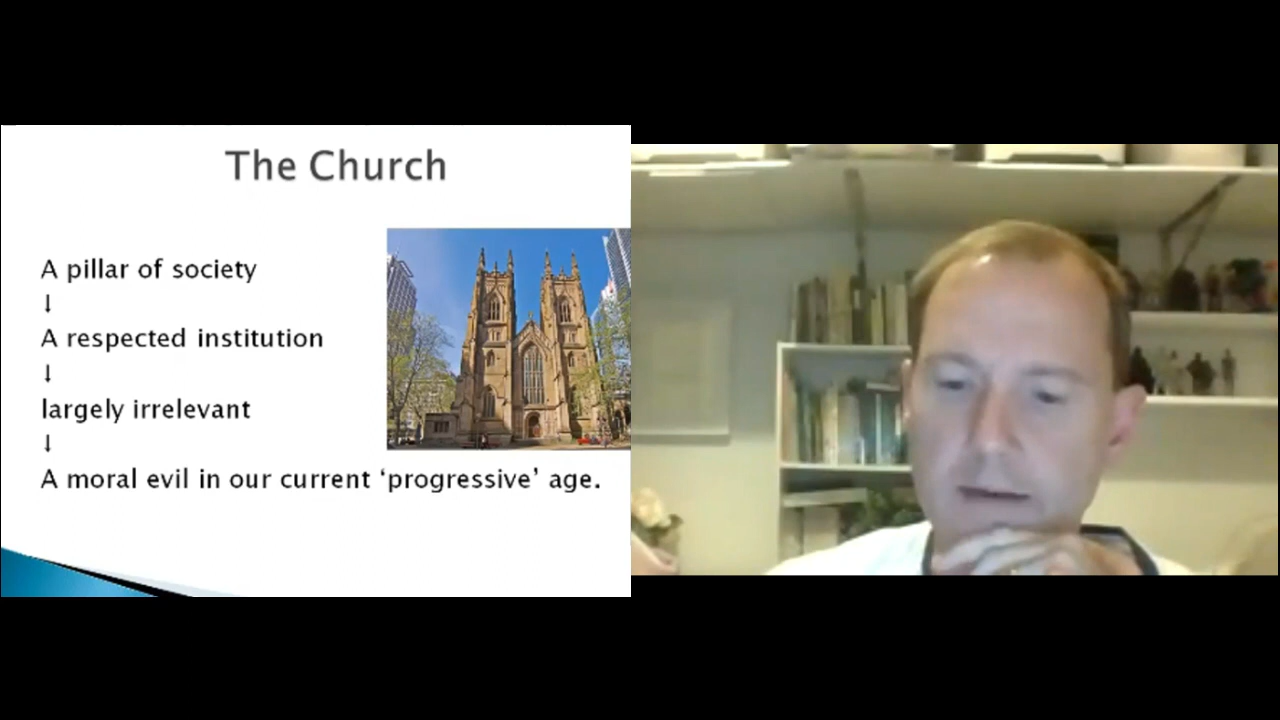 The Church
A pillar of society
↓
A respected institution
↓
largely irrelevant
↓
A moral evil in our current ‘progressive’ age.